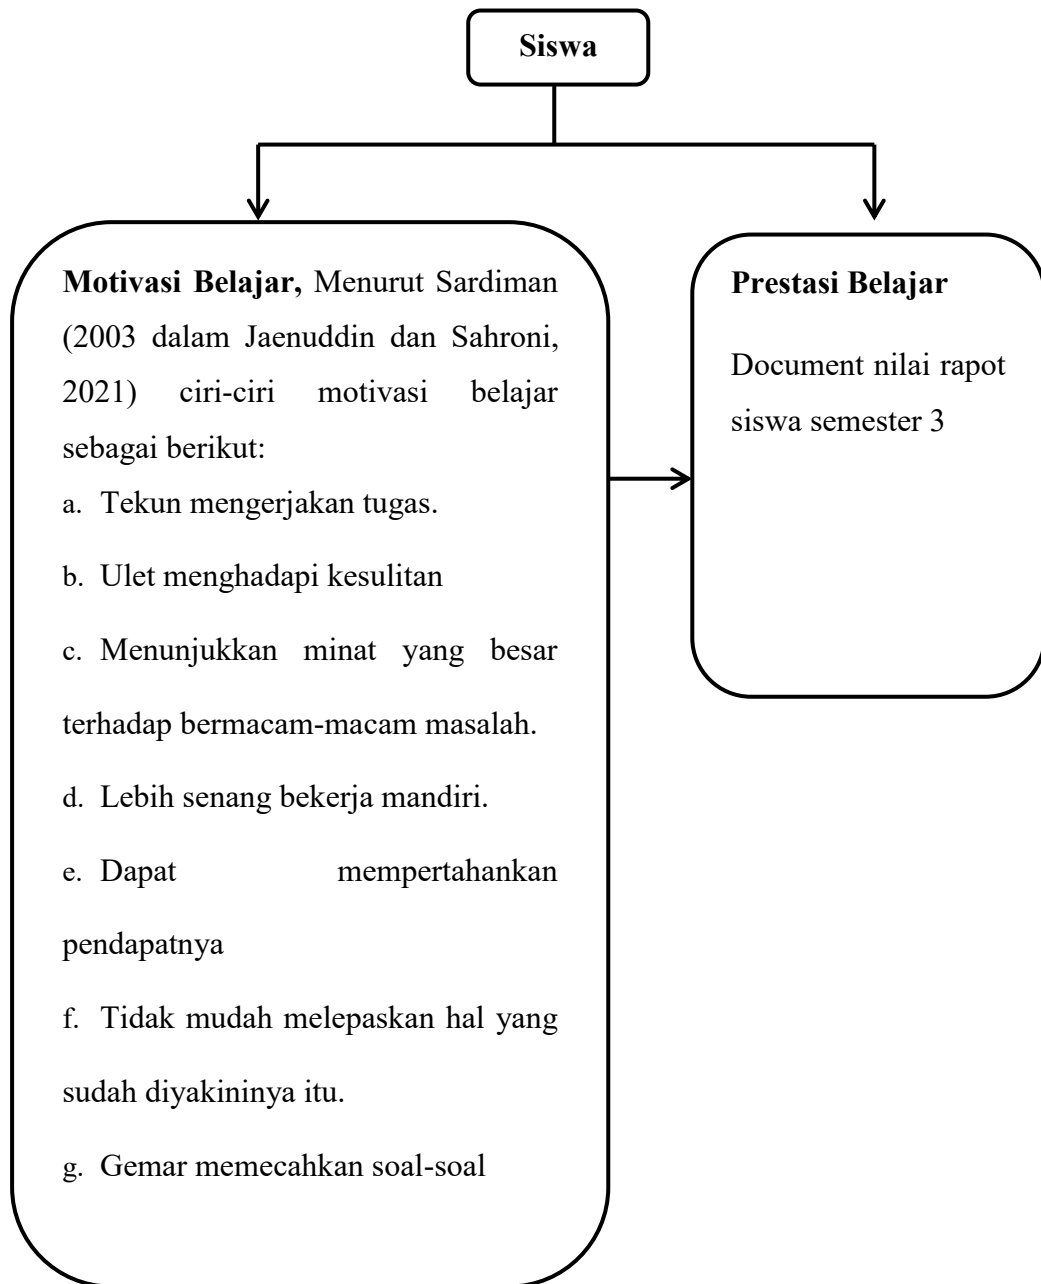 Siswa
Motivasi Belajar, Menurut Sardiman
(2003 dalam Jaenuddin dan Sahroni,
2021) ciri-ciri motivasi belajar
sebagai berikut:
a. Tekun mengerjakan tugas.
b. Ulet menghadapi kesulitan
c. Menunjukkan minat yang besar
terhadap bermacam-macam masalah.
d. Lebih senang bekerja mandiri.
e. Dapat mempertahankan
pendapatnya
f. Tidak mudah melepaskan hal yang
sudah diyakininya itu.
g. Gemar memecahkan soal-soal
Prestasi Belajar
Document nilai rapot
siswa semester 3